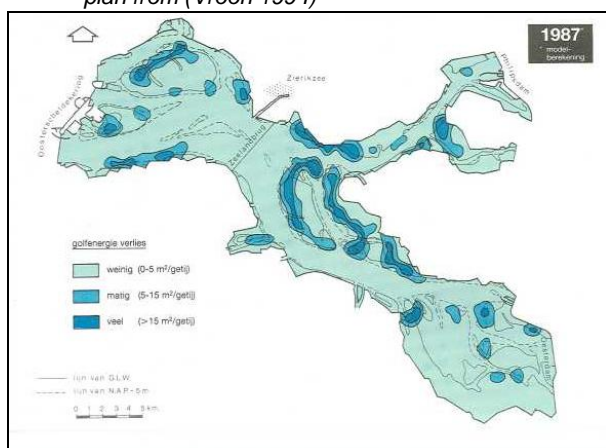 plan from (Vroon 1994)
1987
* model-
berekening
Philipsdam
Zierikzee
Oosterscheldekering
Zeelandbrug
golfenergie verlies
weinig (0-5 m²/getij)
matig (5-15 m²/getij)
veel (>15 m²/getij)
Oesterdam
lijn van G.L.W.
lijn van N.A.P.-5m
0 1 2 3 4 5 km.